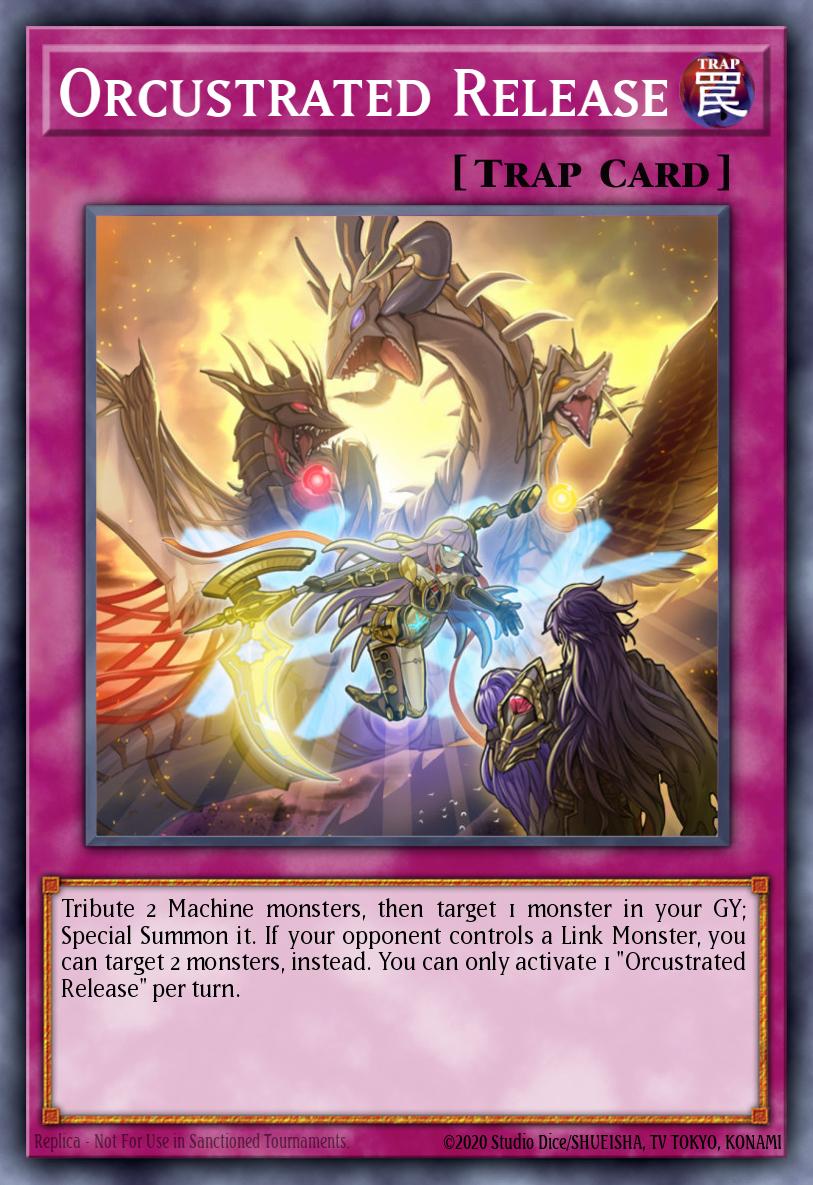 Orcustrated Release
TRAP
罠
[Trap Card]
Tribute 2 Machine monsters, then target 1 monster in your GY;
Special Summon it. If your opponent controls a Link Monster, you
can target 2 monsters, instead. You can only activate 1 "Orcustrated
Release" per turn.
Replica - Not For Use in Sanctioned Tournaments.
©2020 Studio Dice/SHUEISHA, TV TOKYO, KONAMI